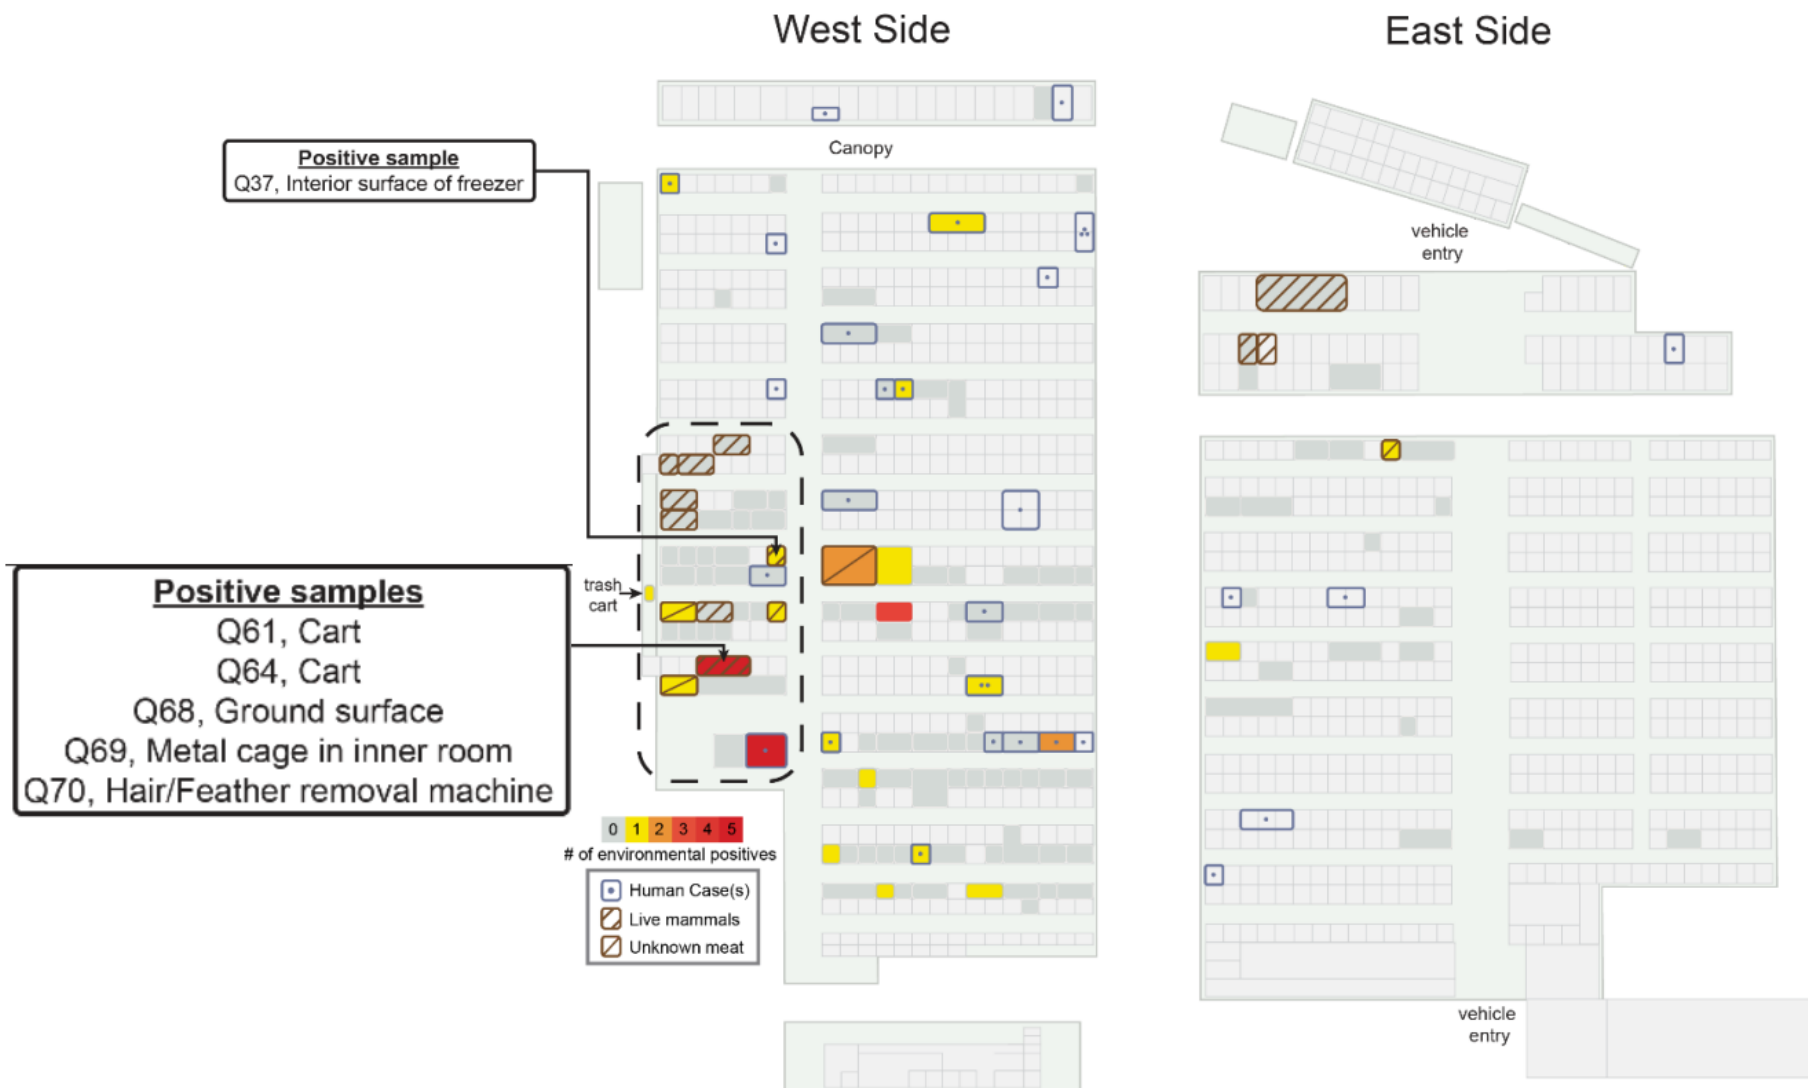 West Side
East Side
Canopy
Positive sample
Q37, Interior surface of freezer
vehicle
entry
trash
cart
Positive samples
Q61, Cart
Q64, Cart
Q68, Ground surface
Q69, Metal cage in inner room
Q70, Hair/Feather removal machine
0 1 2 3 4 5
# of environmental positives
Human Case(s)
Live mammals
Unknown meat
vehicle
entry